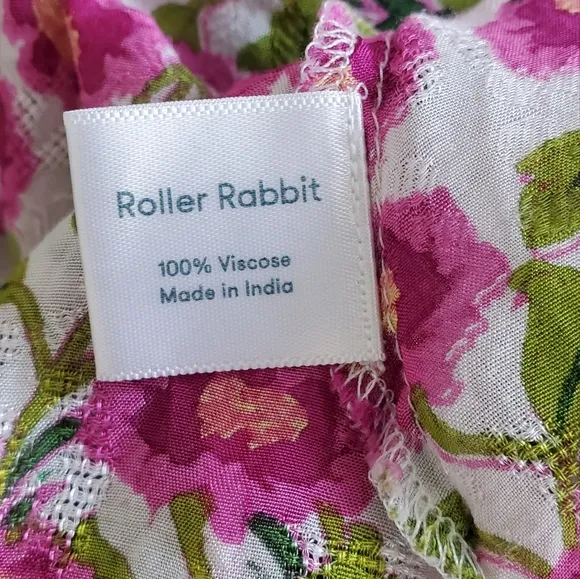 Roller Rabbit
100% Viscose
Made in India